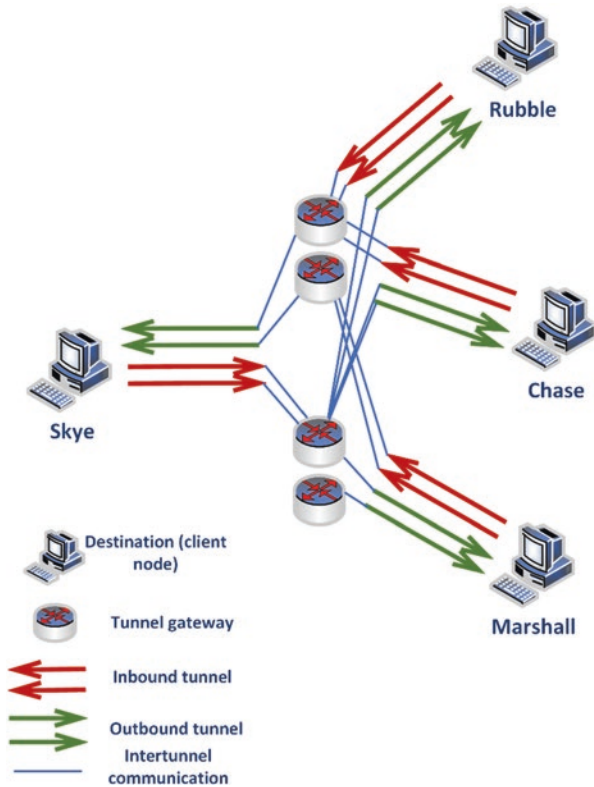 Rubble
Chase
Skye
Marshall
Destination (client
node)
Tunnel gateway
Inbound tunnel
Outbound tunnel
Intertunnel
communication